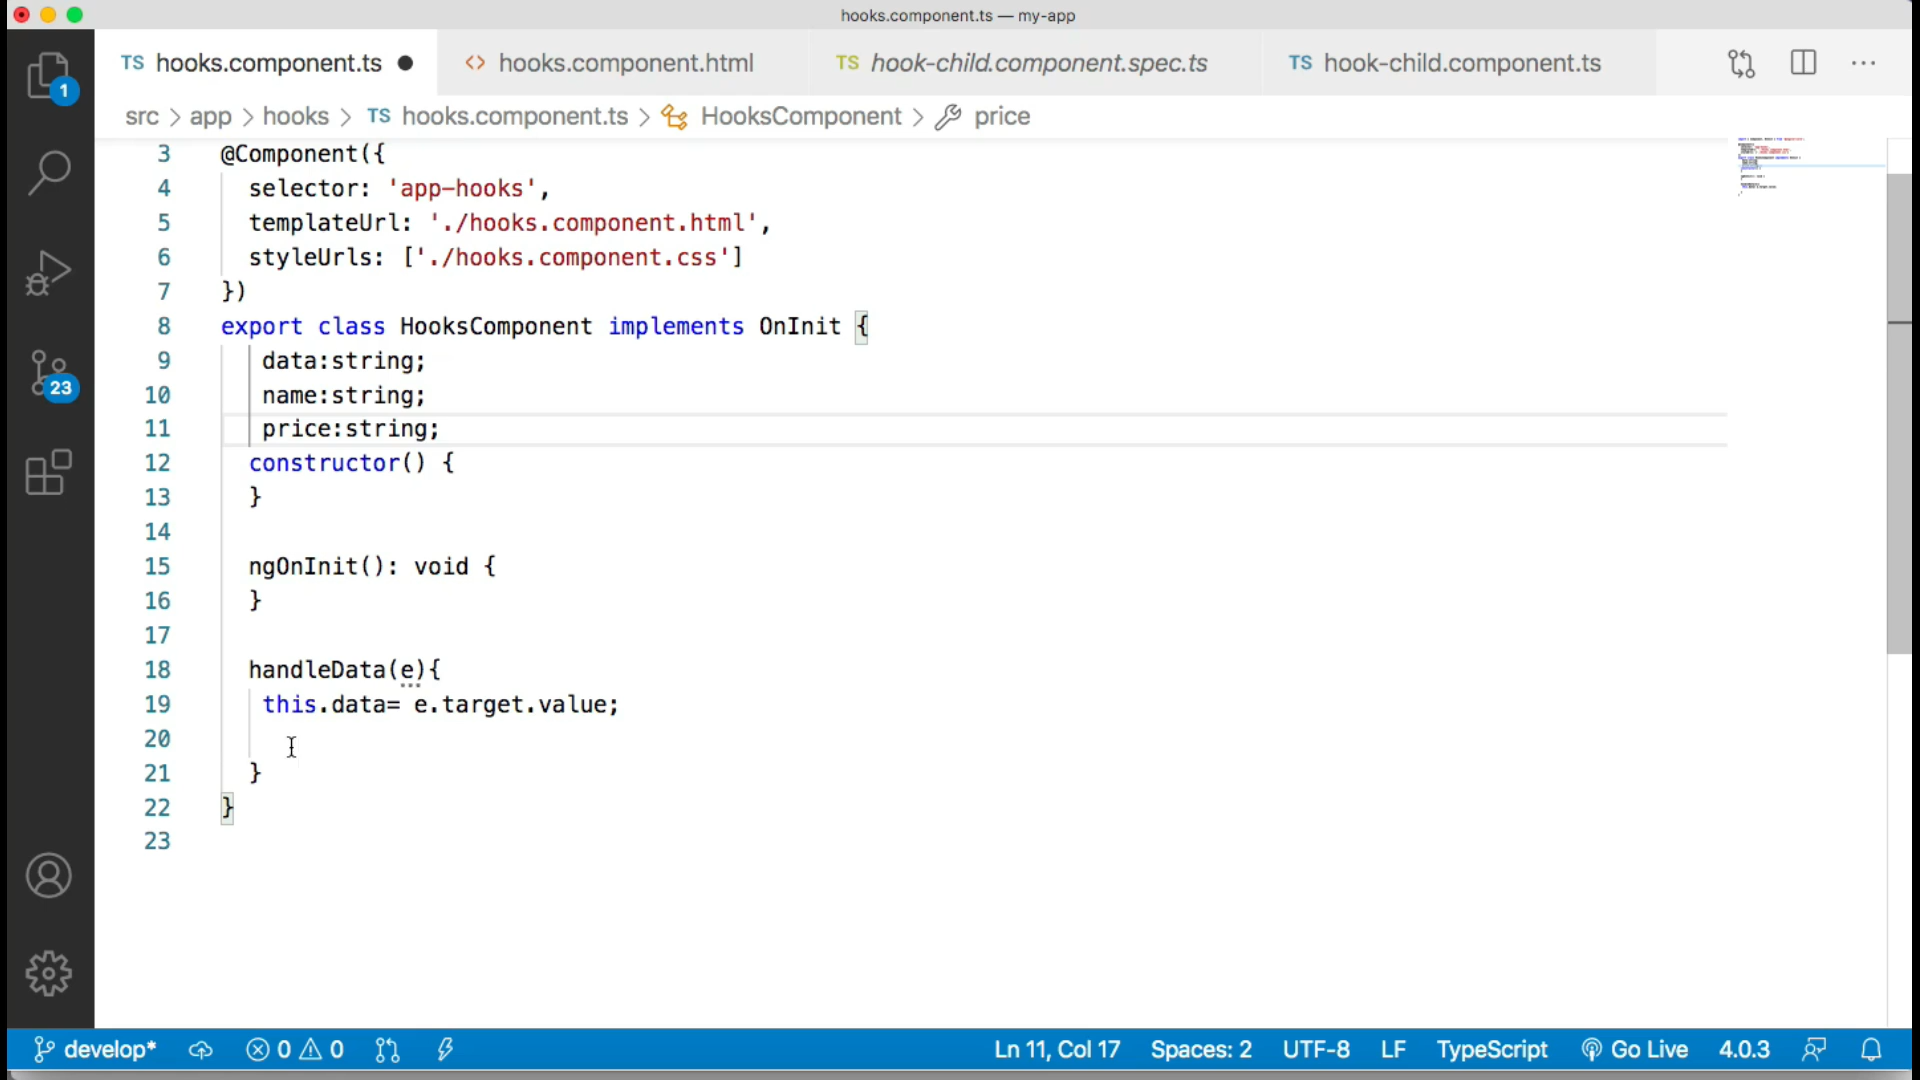 hooks.component.ts — my-app
TS hooks.component.ts ● <> hooks.component.html TS hook-child.component.spec.ts TS hook-child.component.ts ...
src > app > hooks > TS hooks.component.ts > HooksComponent > price
3 @Component({
4 selector: 'app-hooks',
5 templateUrl: './hooks.component.html',
6 styleUrls: ['./hooks.component.css']
7 })
8 export class HooksComponent implements OnInit {
9 data:string;
10 name:string;
11 price:string;
12 constructor() {
13 }
14
15 ngOnInit(): void {
16 }
17
18 handleData(e){
19 this.data= e.target.value;
20
21 }
22 }
23
1
23
develop* 0 0 Ln 11, Col 17 Spaces: 2 UTF-8 LF TypeScript Go Live 4.0.3